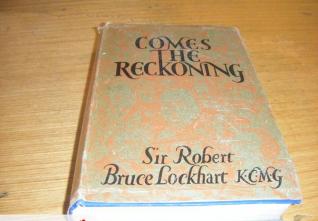 COMES
THE
RECKONING
Sir Robert
Bruce Lockhart K.C.M.G